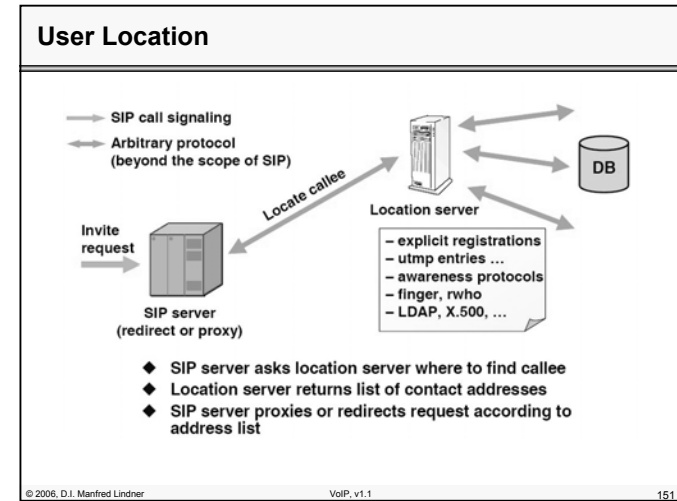 User Location
SIP call signaling
Arbitrary protocol
(beyond the scope of SIP)
Locate callee
DB
Location server
Invite
request
– explicit registrations
– utmp entries ...
– awareness protocols
– finger, rwho
– LDAP, X.500, ...
SIP server
(redirect or proxy)
◆ SIP server asks location server where to find callee
◆ Location server returns list of contact addresses
◆ SIP server proxies or redirects request according to
address list
© 2006, D.I. Manfred Lindner
VoIP, v1.1
151